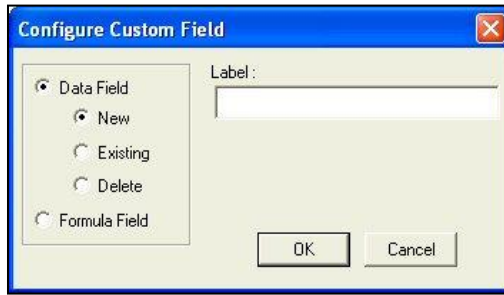 Configure Custom Field
Label :
Data Field
New
Existing
Delete
Formula Field
OK
Cancel